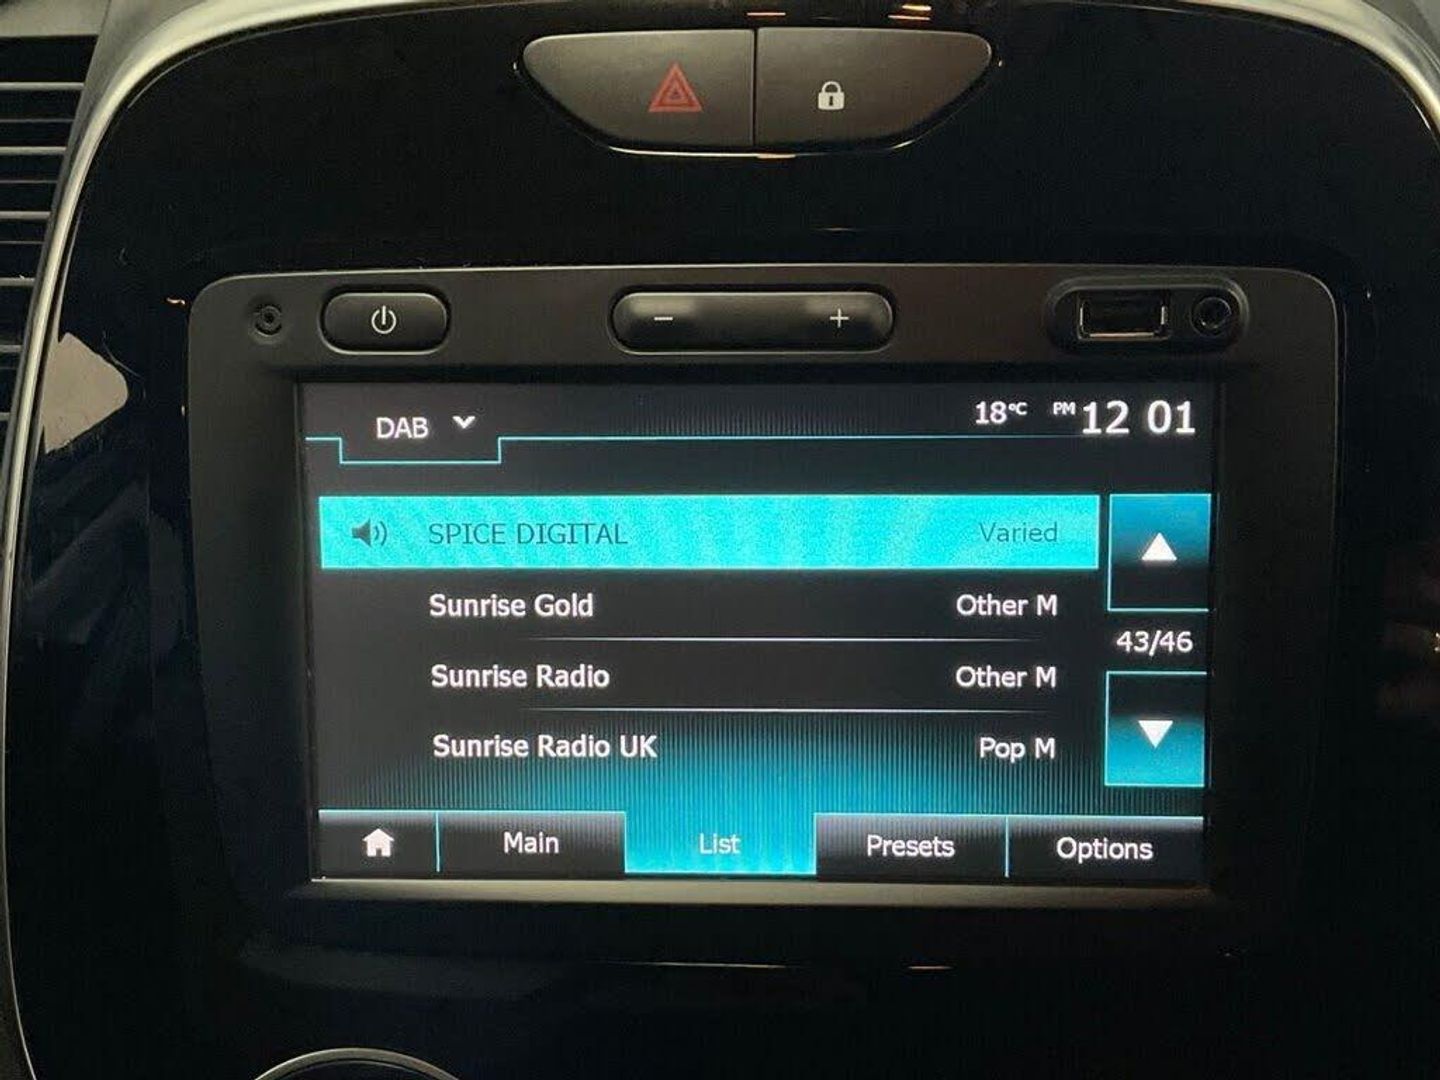 DAB 18°C PM 12 01
SPICE DIGITAL Varied
Sunrise Gold Other M
43/46
Sunrise Radio Other M
Sunrise Radio UK Pop M
Main List Presets Options